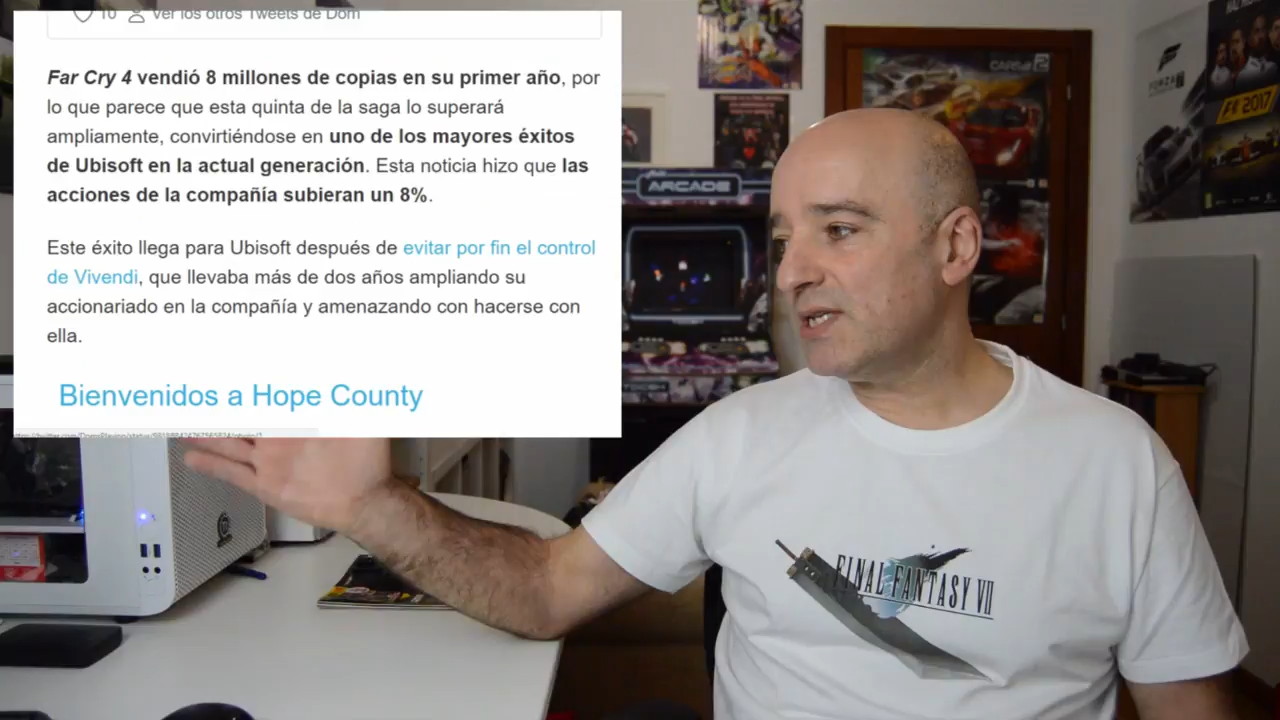 10 Ver los otros Tweets de Dom
Far Cry 4 vendió 8 millones de copias en su primer año, por
lo que parece que esta quinta de la saga lo superará
ampliamente, convirtiéndose en uno de los mayores éxitos
de Ubisoft en la actual generación. Esta noticia hizo que las
acciones de la compañía subieran un 8%.
Este éxito llega para Ubisoft después de evitar por fin el control
de Vivendi, que llevaba más de dos años ampliando su
accionariado en la compañía y amenazando con hacerse con
ella.
Bienvenidos a Hope County
ARCADE
CARS 2
FORZA
F1 2017
FINAL FANTASY VII